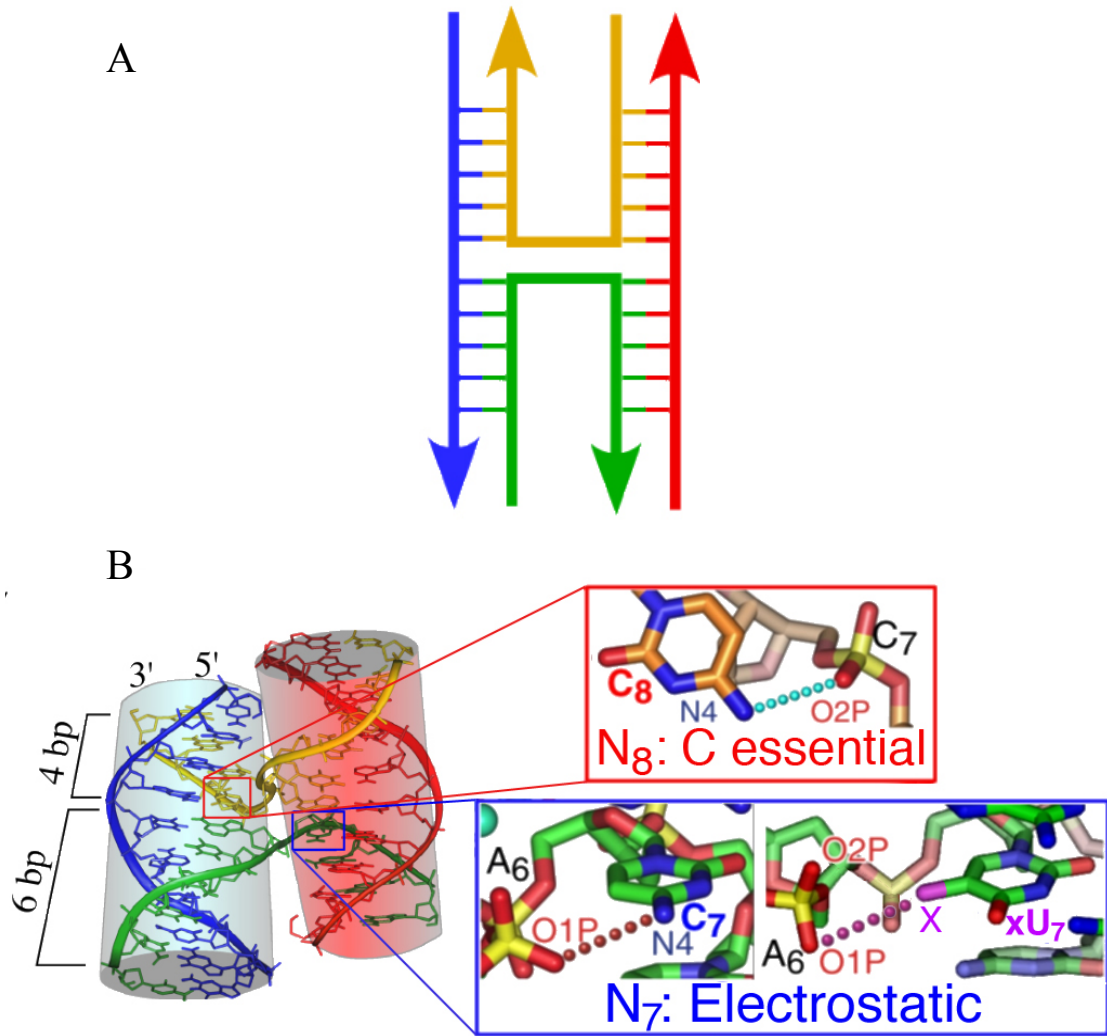 A
B
3' 5'
4 bp
6 bp
C8
N4
O2P
C7
N8: C essential
A6
O1P
N4
C7
O2P
A6
O1P
X
xU7
N7: Electrostatic